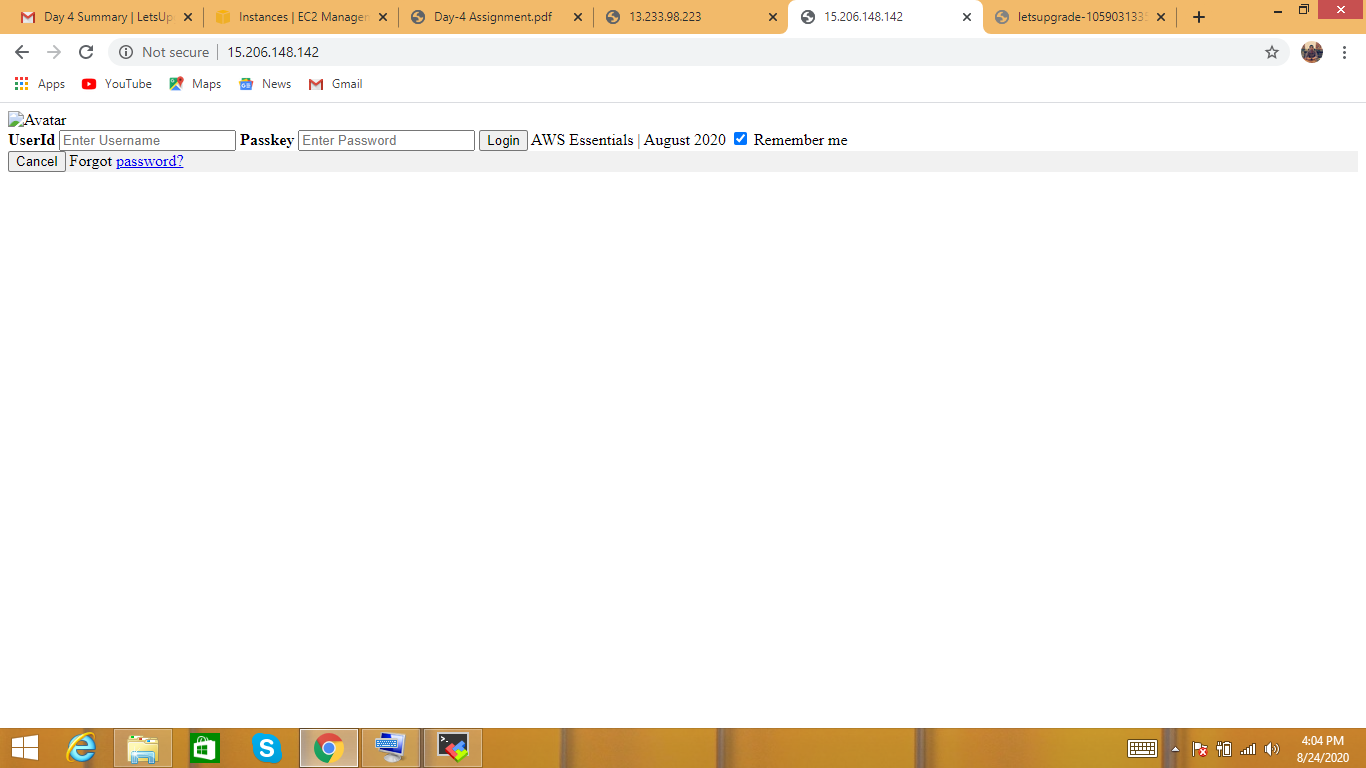 Day 4 Summary | LetsUp
Instances | EC2 Managem
Day-4 Assignment.pdf
13.233.98.223
15.206.148.142
letsupgrade-1059031335
Not secure
15.206.148.142
Apps
YouTube
Maps
News
Gmail
Avatar
UserId Enter Username Passkey Enter Password Login AWS Essentials | August 2020 Remember me
Cancel Forgot password?
4:04 PM
8/24/2020